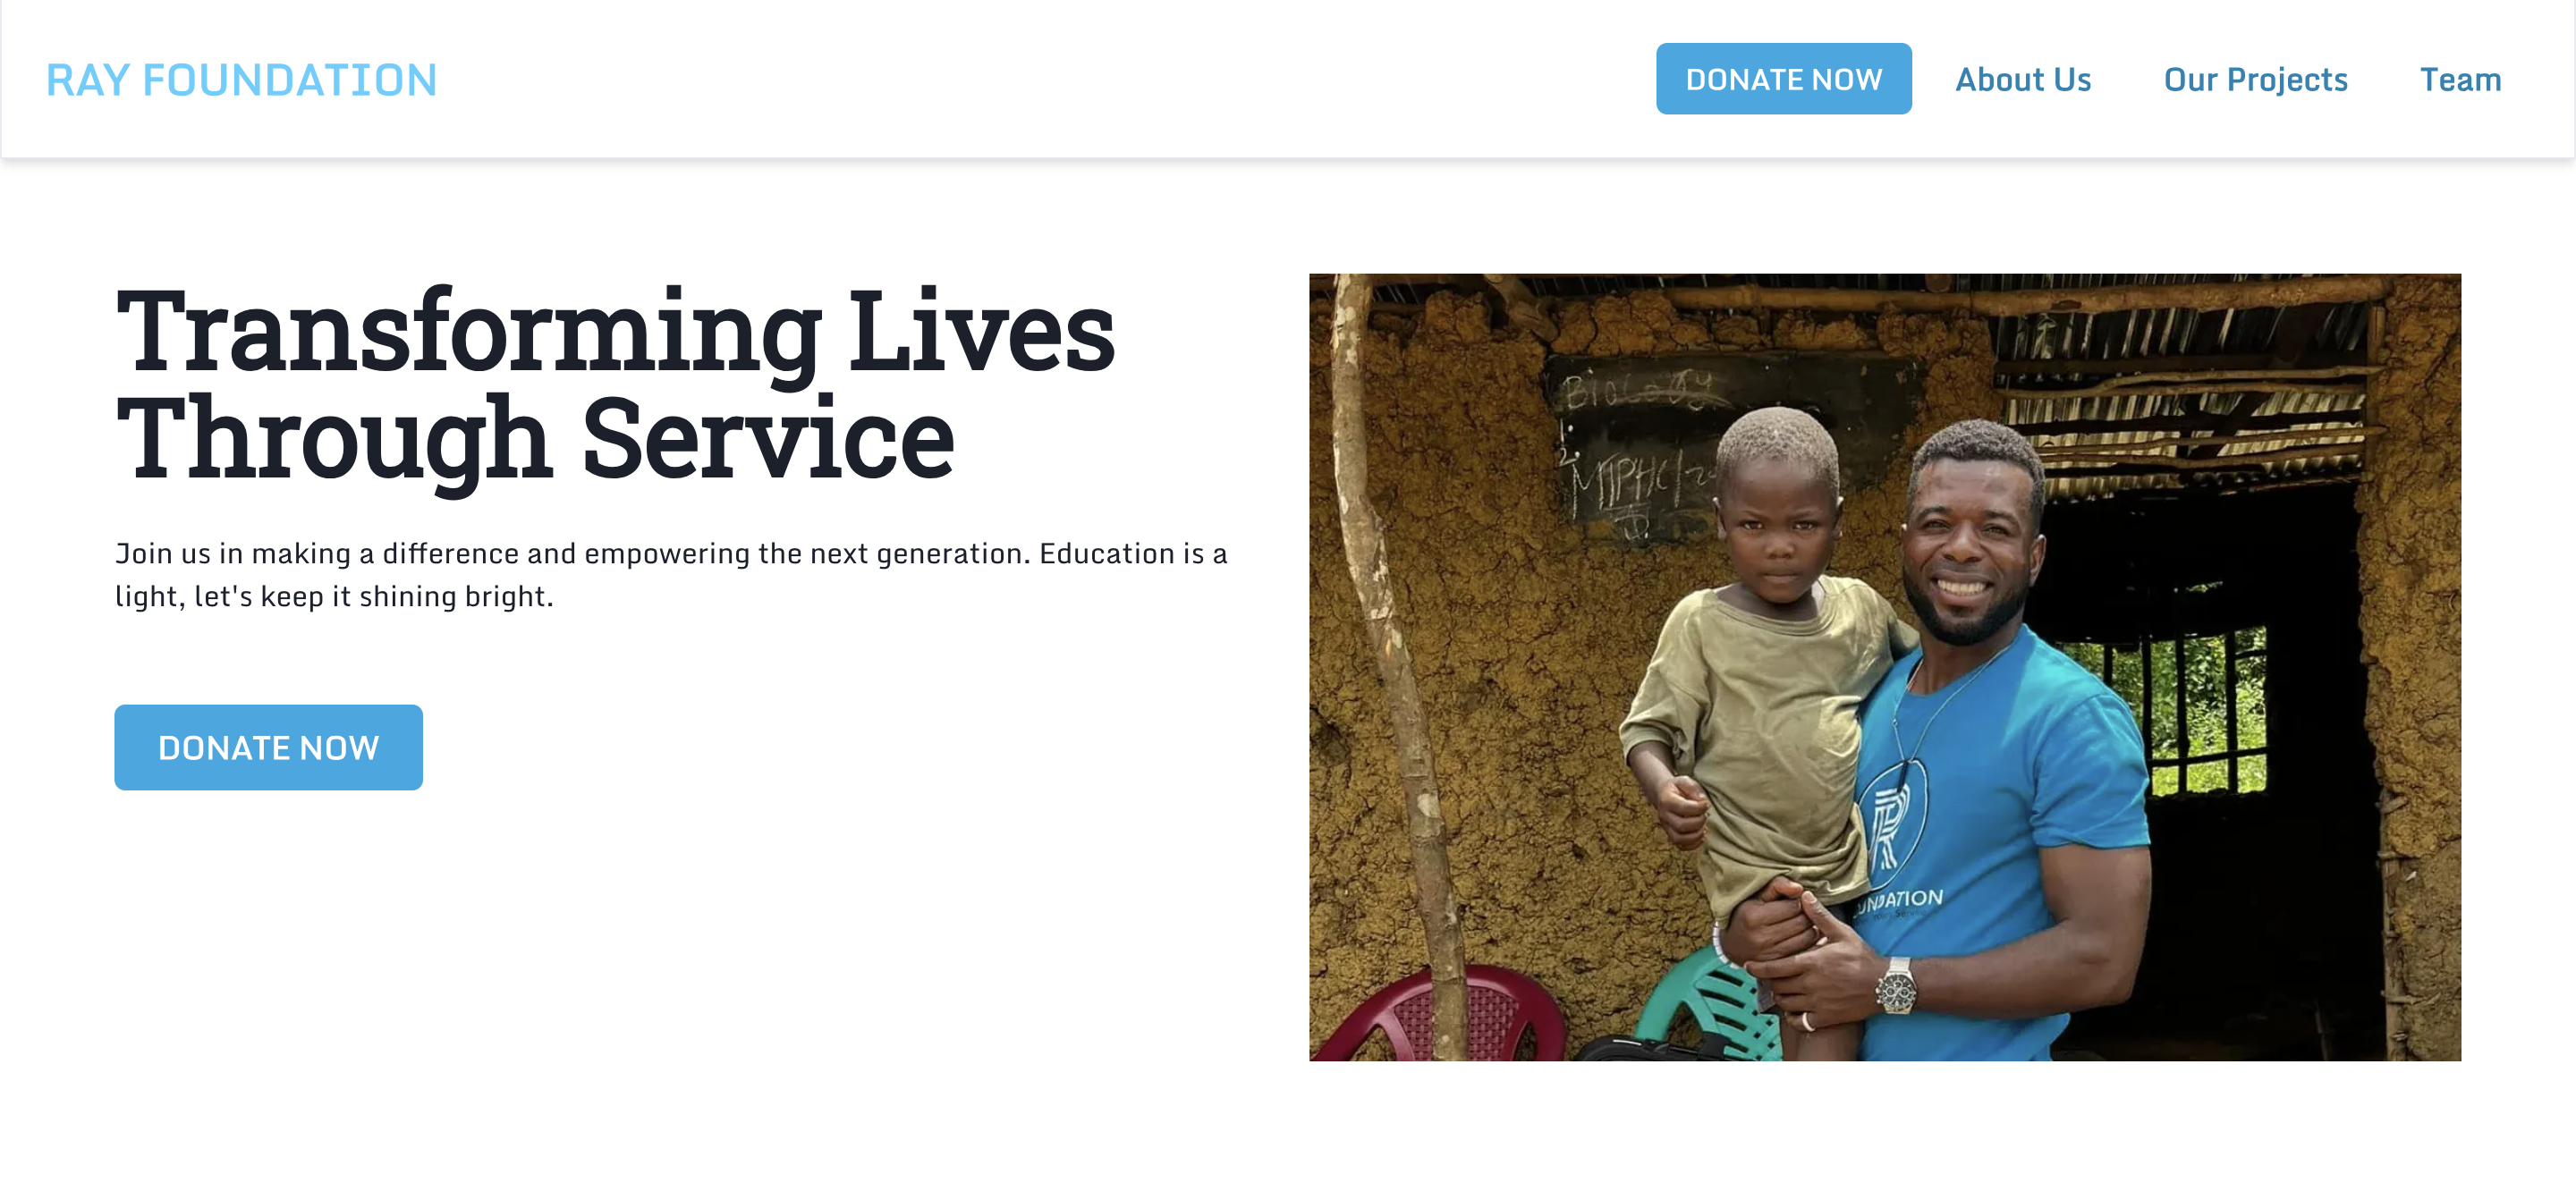 RAY FOUNDATION
DONATE NOW
About Us
Our Projects
Team
Transforming Lives
Through Service
Join us in making a difference and empowering the next generation. Education is a
light, let's keep it shining bright.
DONATE NOW
Biology
R
UNDATION